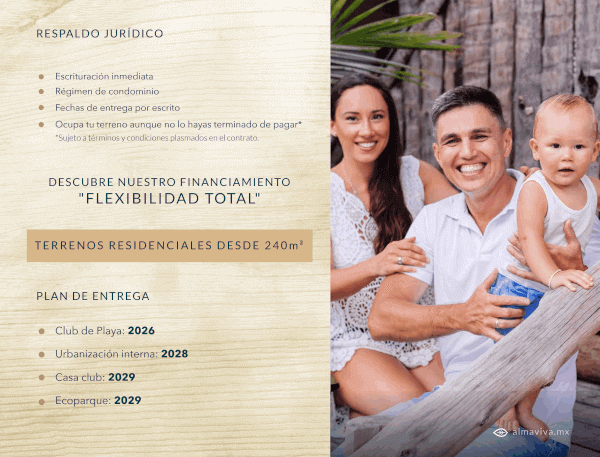 RESPALDO JURÍDICO
Escrituración inmediata
Régimen de condominio
Fechas de entrega por escrito
Ocupa tu terreno aunque no lo hayas terminado de pagar*
*Sujeto a términos y condiciones plasmados en el contrato.
DESCUBRE NUESTRO FINANCIAMIENTO
"FLEXIBILIDAD TOTAL"
TERRENOS RESIDENCIALES DESDE 240m²
PLAN DE ENTREGA
Club de Playa: 2026
Urbanización interna: 2028
Casa club: 2029
Ecoparque: 2029
almaviva.mx